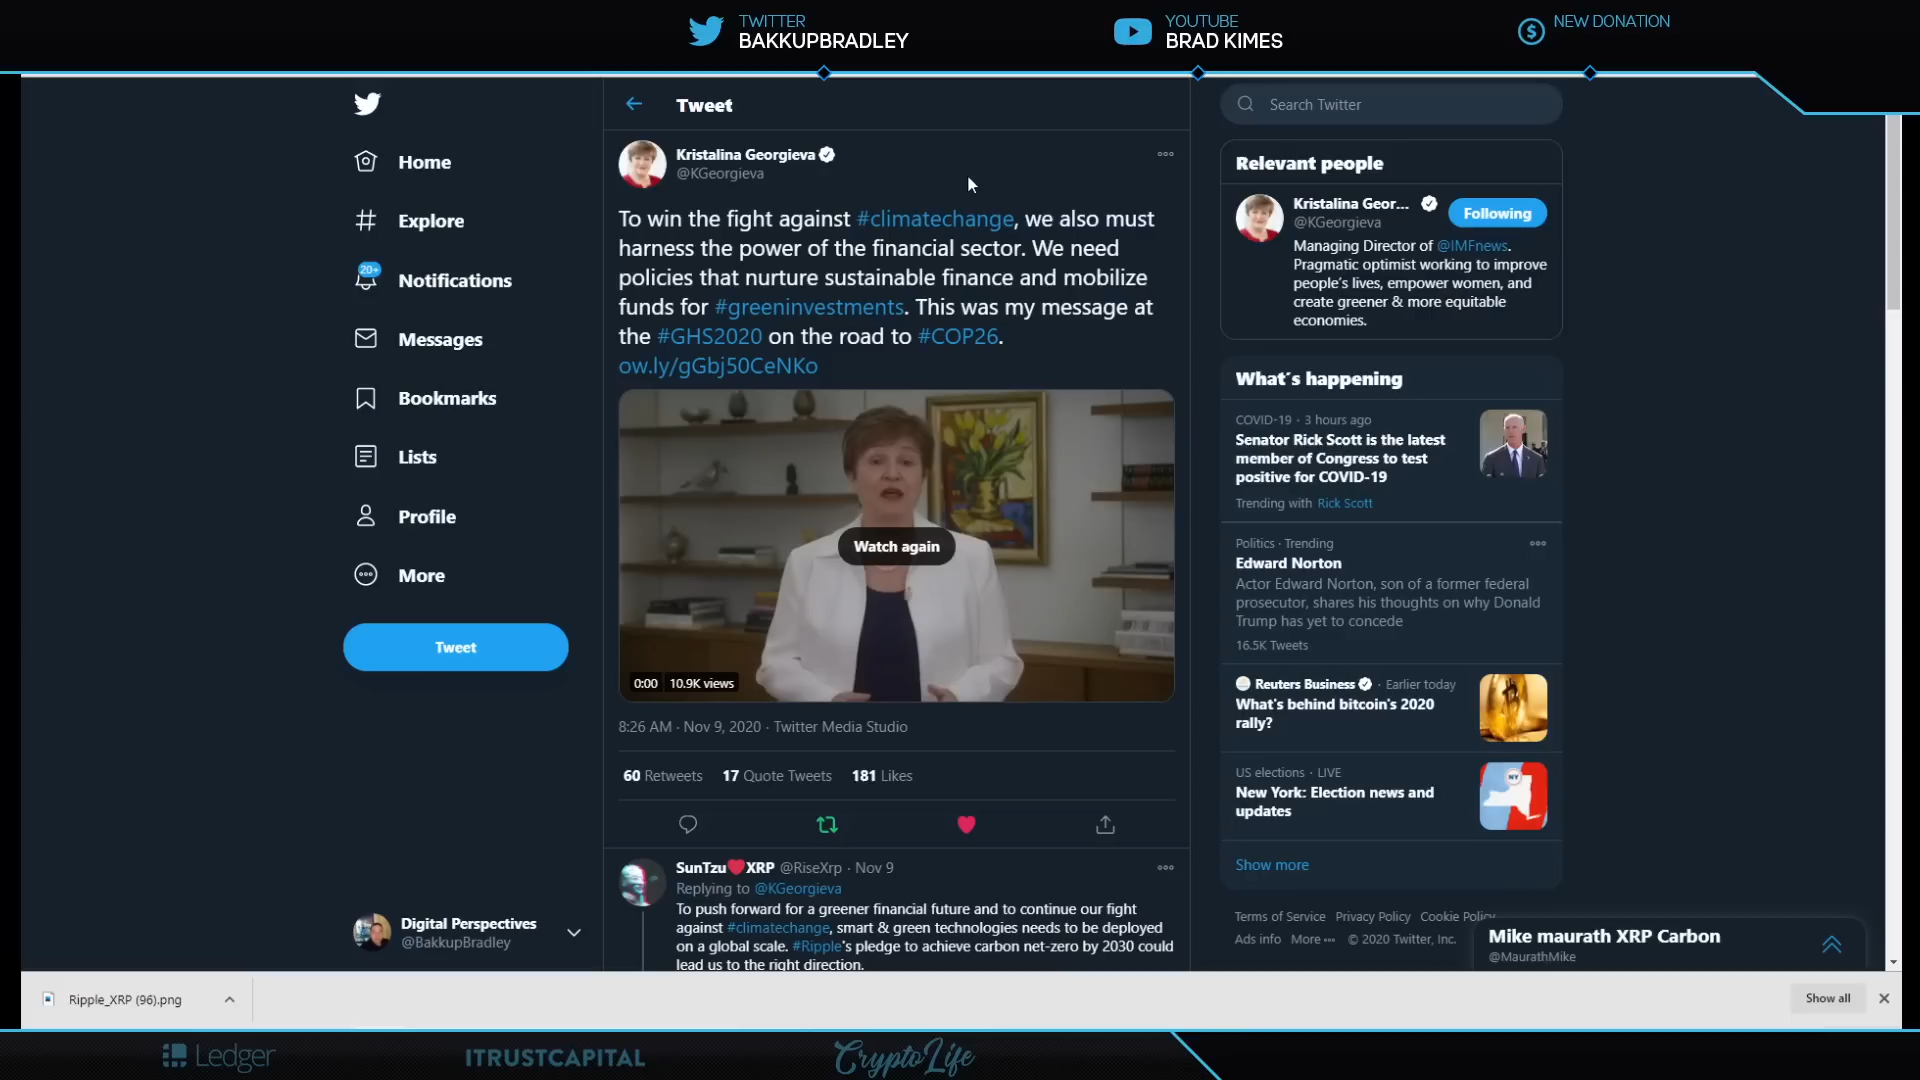 TWITTER
BAKKUPBRADLEY
YOUTUBE
BRAD KIMES
NEW DONATION
Home
Explore
20+
Notifications
Messages
Bookmarks
Lists
Profile
More
Tweet
Digital Perspectives
@BakkupBradley
Tweet
Kristalina Georgieva
@KGeorgieva
To win the fight against #climatechange, we also must
harness the power of the financial sector. We need
policies that nurture sustainable finance and mobilize
funds for #greeninvestments. This was my message at
the #GHS2020 on the road to #COP26.
ow.ly/gGbj50CeNKo
Watch again
0:00 10.9K views
8:26 AM · Nov 9, 2020 · Twitter Media Studio
60 Retweets 17 Quote Tweets 181 Likes
SunTzu❤XRP @RiseXrp · Nov 9
Replying to @KGeorgieva
To push forward for a greener financial future and to continue our fight
against #climatechange, smart & green technologies needs to be deployed
on a global scale. #Ripple's pledge to achieve carbon net-zero by 2030 could
lead us to the right direction.
Search Twitter
Relevant people
Kristalina Geor...
@KGeorgieva
Following
Managing Director of @IMFnews.
Pragmatic optimist working to improve
people's lives, empower women, and
create greener & more equitable
economies.
What's happening
COVID-19 · 3 hours ago
Senator Rick Scott is the latest
member of Congress to test
positive for COVID-19
Trending with Rick Scott
Politics · Trending
Edward Norton
Actor Edward Norton, son of a former federal
prosecutor, shares his thoughts on why Donald
Trump has yet to concede
16.5K Tweets
Reuters Business · Earlier today
What's behind bitcoin's 2020
rally?
US elections · LIVE
New York: Election news and
updates
NY
Show more
Terms of Service Privacy Policy Cookie Policy
Ads info More ··· © 2020 Twitter, Inc.
Mike maurath XRP Carbon
@MaurathMike
Ripple_XRP (96).png
Show all
Ledger
ITRUSTCAPITAL
CryptoLife